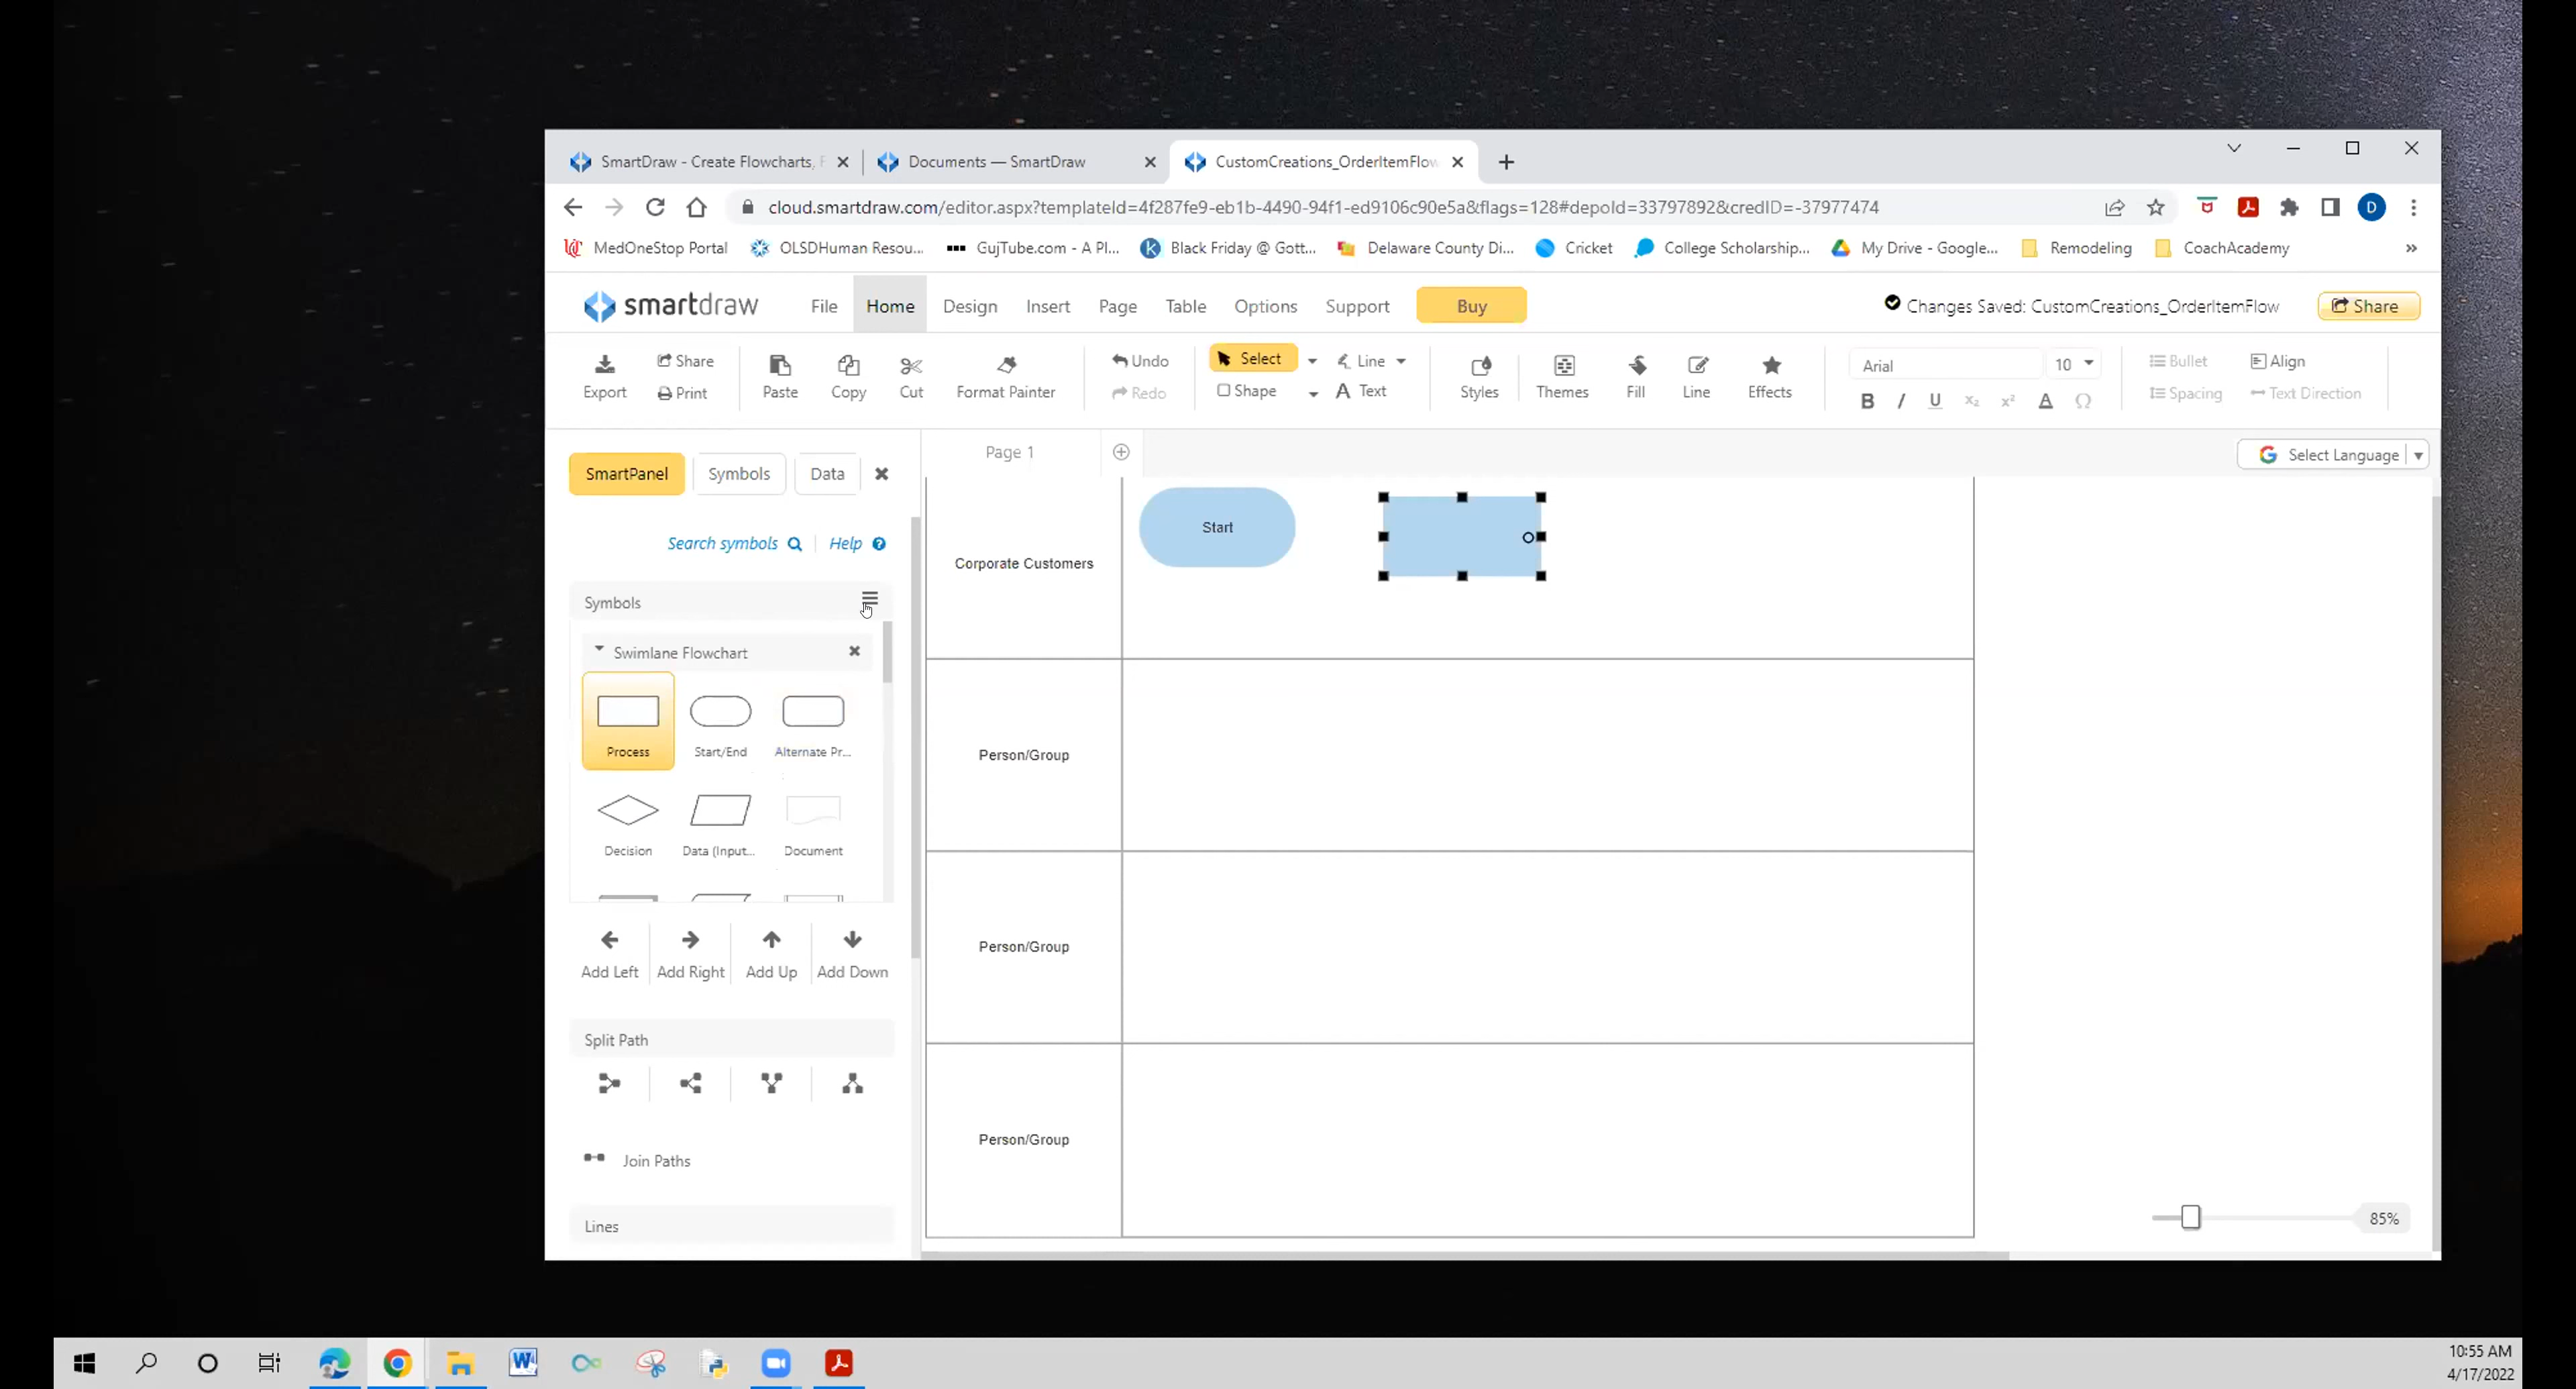 SmartDraw - Create Flowcharts, F
Documents — SmartDraw
CustomCreations_OrderItemFlow
cloud.smartdraw.com/editor.aspx?templateId=4f287fe9-eb1b-4490-94f1-ed9106c90e5a&flags=128#depoId=33797892&credID=-37977474
D
MedOneStop Portal
OLSDHuman Resou...
GujTube.com - A Pl...
Black Friday @ Gott...
Delaware County Di...
Cricket
College Scholarship...
My Drive - Google...
Remodeling
CoachAcademy
»
smartdraw
File
Home
Design
Insert
Page
Table
Options
Support
Buy
Changes Saved: CustomCreations_OrderItemFlow
Share
Export
Share
Print
Paste
Copy
Cut
Format Painter
Undo
Redo
Select
Line
Shape
A Text
Styles
Themes
Fill
Line
Effects
Arial
10
B I U x₂ x² A Ω
Bullet
Align
Spacing
Text Direction
SmartPanel
Symbols
Data
Page 1
Select Language
Search symbols
Help
Symbols
Swimlane Flowchart
Process
Start/End
Alternate Pr...
Decision
Data (Input...
Document
Add Left
Add Right
Add Up
Add Down
Split Path
Join Paths
Lines
Start
Corporate Customers
Person/Group
Person/Group
Person/Group
85%
10:55 AM
4/17/2022